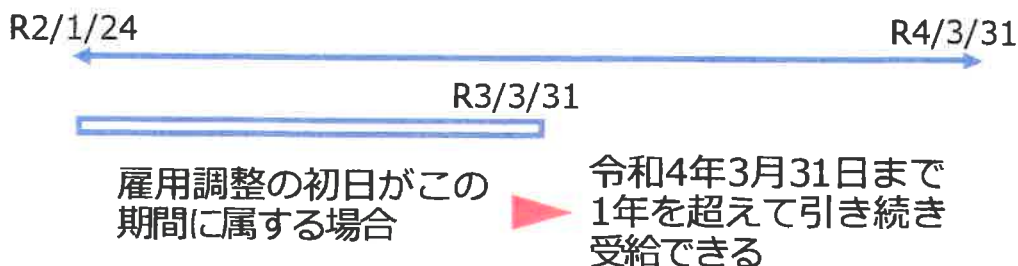 R2/1/24
R4/3/31
R3/3/31
雇用調整の初日がこの
期間に属する場合
令和4年3月31日まで
1年を超えて引き続き
受給できる